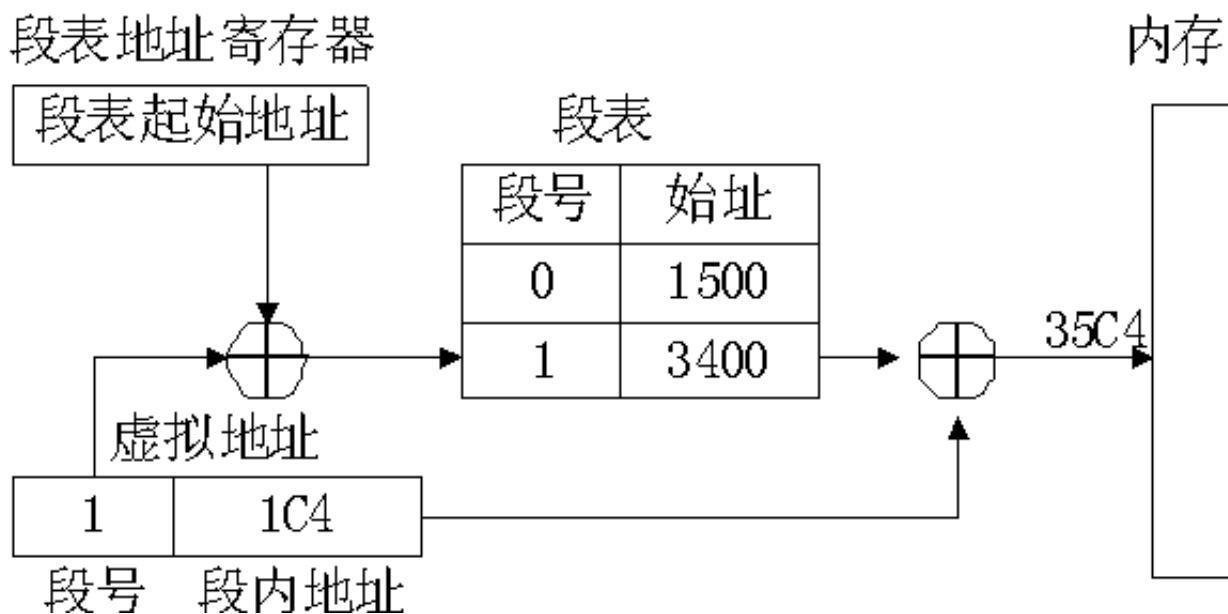 段表地址寄存器
内存
段表起始地址
段表
段号 始址
0 1500
1 3400
35C4
虚拟地址
1 1C4
段号 段内地址